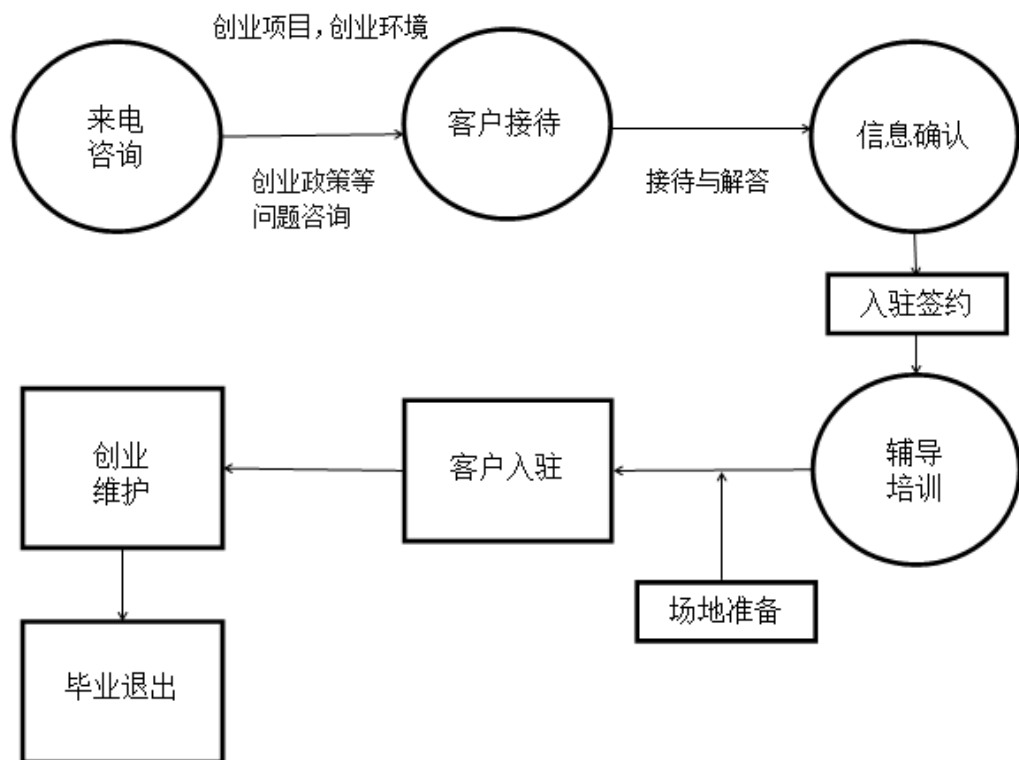 创业项目，创业环境
来电
咨询
客户接待
信息确认
创业政策等
问题咨询
接待与解答
入驻签约
创业
维护
客户入驻
辅导
培训
场地准备
毕业退出